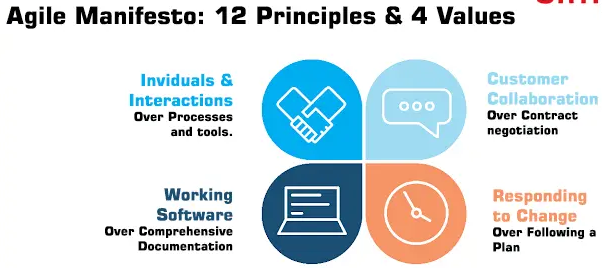 Agile Manifesto: 12 Principles & 4 Values
Inviduals &
Interactions
Over Processes
and tools.
Customer
Collaboration
Over Contract
negotiation
Working
Software
Over Comprehensive
Documentation
Responding
to Change
Over Following a
Plan